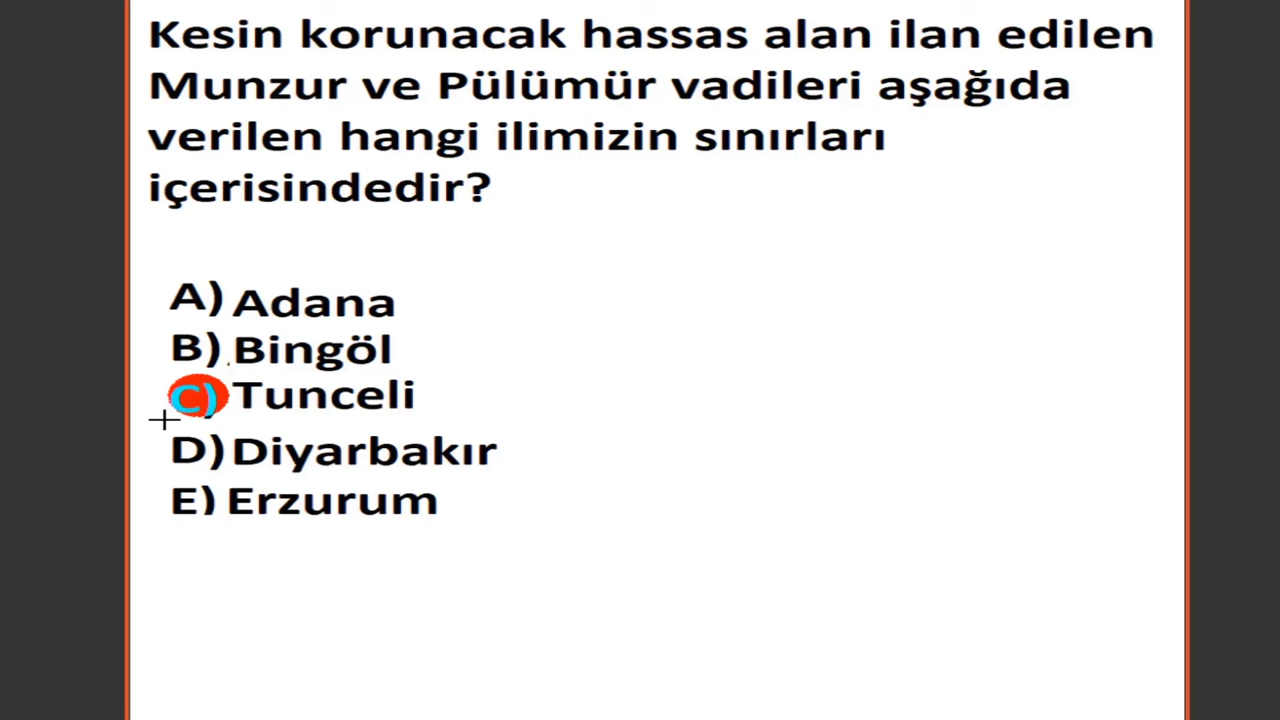 Kesin korunacak hassas alan ilan edilen
Munzur ve Pülümür vadileri aşağıda
verilen hangi ilimizin sınırları
içerisindedir?
A) Adana
B) Bingöl
C) Tunceli
D) Diyarbakır
E) Erzurum